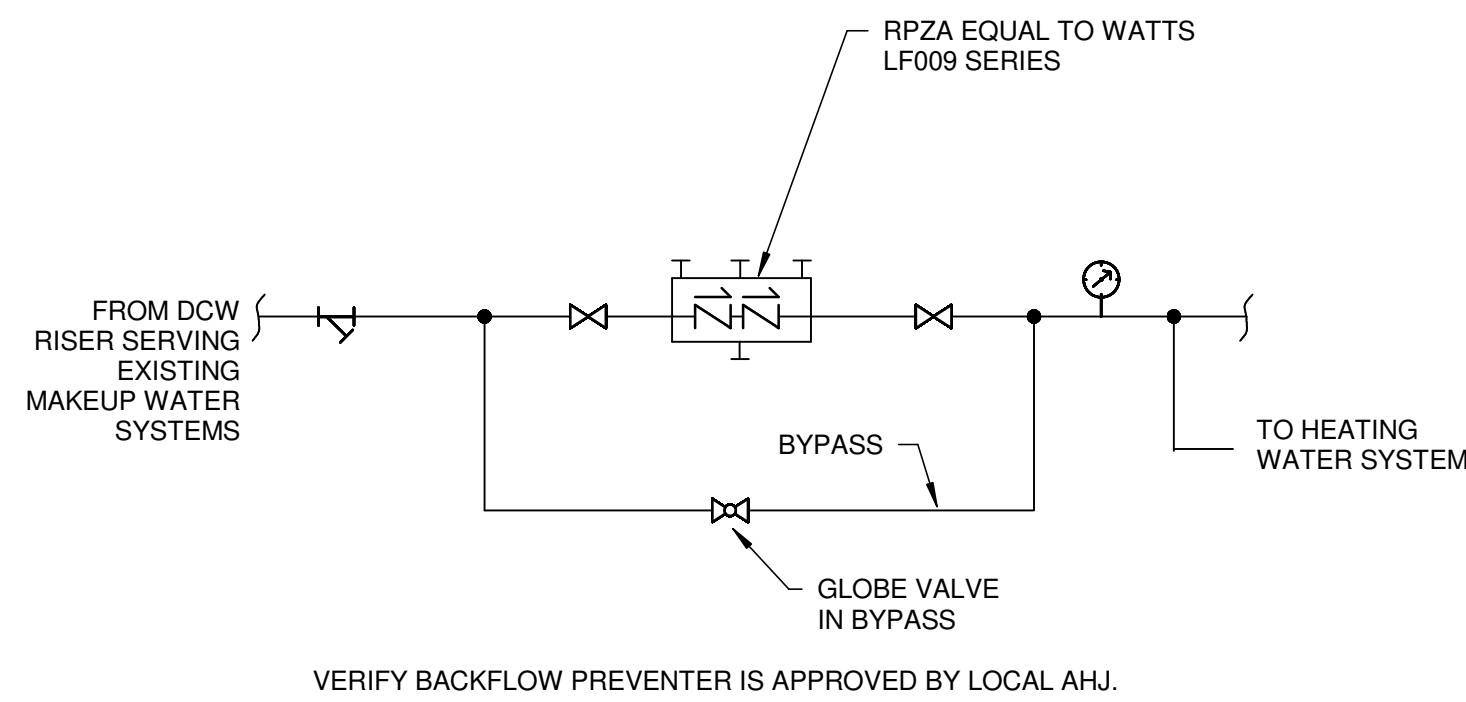 RPZA EQUAL TO WATTS
LF009 SERIES
FROM DCW
RISER SERVING
EXISTING
MAKEUP WATER
SYSTEMS
BYPASS
TO HEATING
WATER SYSTEM
GLOBE VALVE
IN BYPASS
VERIFY BACKFLOW PREVENTER IS APPROVED BY LOCAL AHJ.